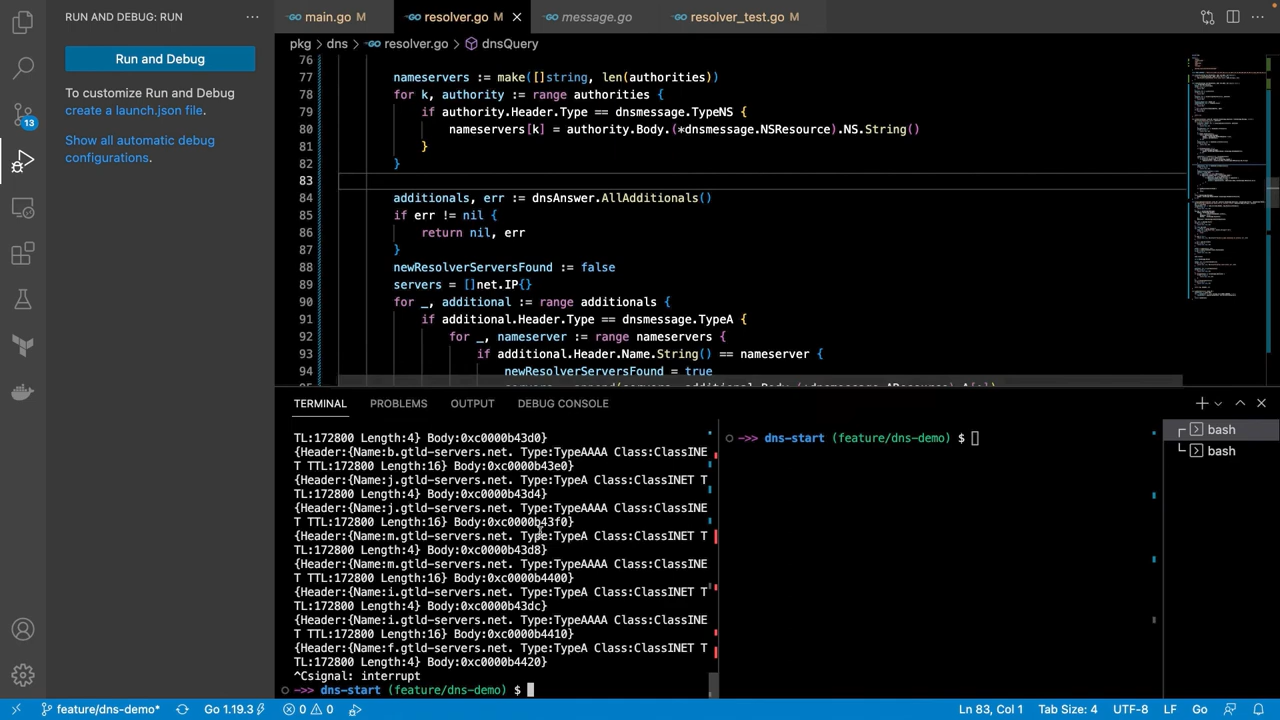 RUN AND DEBUG: RUN
Run and Debug
To customize Run and Debug
create a launch.json file.
Show all automatic debug
configurations.
13
main.go M
resolver.go M
message.go
resolver_test.go M
pkg > dns > resolver.go > dnsQuery
76
77 nameservers := make([]string, len(authorities))
78 for k, authority := range authorities {
79 if authority.Header.Type == dnsmessage.TypeNS {
80 nameservers[k] = authority.Body.(*dnsmessage.NSResource).NS.String()
81 }
82 }
83
84 additionals, err := dnsAnswer.AllAdditionals()
85 if err != nil {
86 return nil, err
87 }
88 newResolverServersFound := false
89 servers = []net.IP{}
90 for _, additional := range additionals {
91 if additional.Header.Type == dnsmessage.TypeA {
92 for _, nameserver := range nameservers {
93 if additional.Header.Name.String() == nameserver {
94 newResolverServersFound = true
95 servers = append(servers, additional.Body.(*dnsmessage.AResource).A[:])
TERMINAL PROBLEMS OUTPUT DEBUG CONSOLE
TL:172800 Length:4} Body:0xc0000b43d0}
{Header:{Name:b.gtld-servers.net. Type:TypeAAAA Class:ClassINE
T TTL:172800 Length:16} Body:0xc0000b43e0}
{Header:{Name:j.gtld-servers.net. Type:TypeA Class:ClassINET T
TL:172800 Length:4} Body:0xc0000b43d4}
{Header:{Name:j.gtld-servers.net. Type:TypeAAAA Class:ClassINE
T TTL:172800 Length:16} Body:0xc0000b43f0}
{Header:{Name:m.gtld-servers.net. Type:TypeA Class:ClassINET T
TL:172800 Length:4} Body:0xc0000b43d8}
{Header:{Name:m.gtld-servers.net. Type:TypeAAAA Class:ClassINE
T TTL:172800 Length:16} Body:0xc0000b4400}
{Header:{Name:i.gtld-servers.net. Type:TypeA Class:ClassINET T
TL:172800 Length:4} Body:0xc0000b43dc}
{Header:{Name:i.gtld-servers.net. Type:TypeAAAA Class:ClassINE
T TTL:172800 Length:16} Body:0xc0000b4410}
{Header:{Name:f.gtld-servers.net. Type:TypeA Class:ClassINET T
TL:172800 Length:4} Body:0xc0000b4420}
^Csignal: interrupt
->> dns-start (feature/dns-demo) $
->> dns-start (feature/dns-demo) $
bash
bash
feature/dns-demo* Go 1.19.3 0 0 Ln 83, Col 1 Tab Size: 4 UTF-8 LF Go